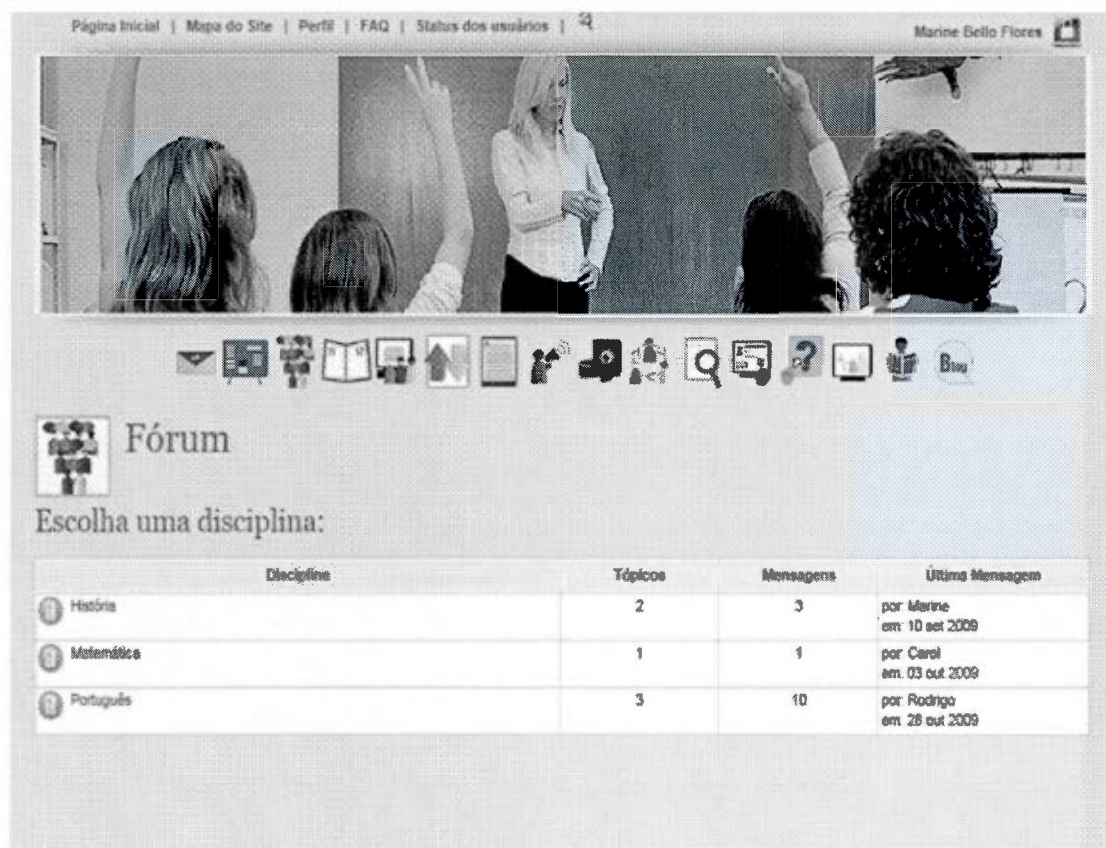 Página Inicial | Mapa do Site | Perfil | FAQ | Status dos usuários |
Marine Bello Flores
Blog
Fórum
Escolha uma disciplina:
Disciplina Tópicos Mensagens Última Mensagem
História 2 3 por: Marine
em: 10 set 2009
Matemática 1 1 por: Carol
em: 03 out 2009
Português 3 10 por: Rodrigo
em: 28 out 2009